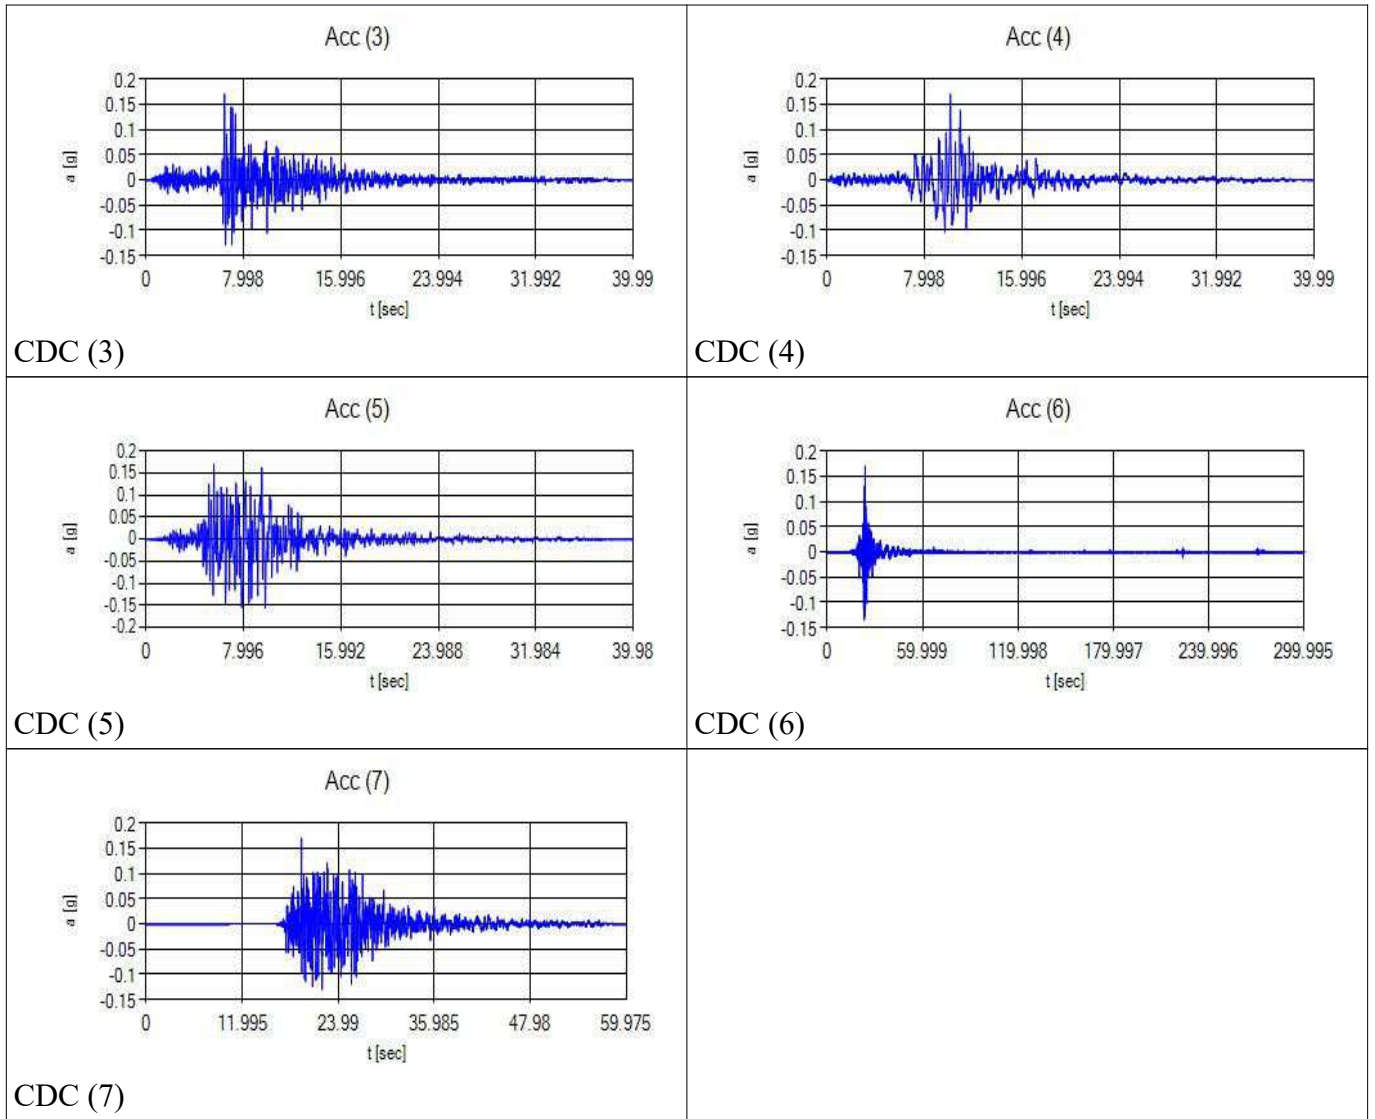 Acc (3)
0.2
0.15
0.1
0.05
0
-0.05
-0.1
-0.15
a [g]
0 7.998 15.996 23.994 31.992 39.99
t [sec]
CDC (3)
Acc (4)
0.2
0.15
0.1
0.05
0
-0.05
-0.1
-0.15
a [g]
0 7.998 15.996 23.994 31.992 39.99
t [sec]
CDC (4)
Acc (5)
0.2
0.15
0.1
0.05
0
-0.05
-0.1
-0.15
-0.2
a [g]
0 7.996 15.992 23.988 31.984 39.98
t [sec]
CDC (5)
Acc (6)
0.2
0.15
0.1
0.05
0
-0.05
-0.1
-0.15
a [g]
0 59.999 119.998 179.997 239.996 299.995
t [sec]
CDC (6)
Acc (7)
0.2
0.15
0.1
0.05
0
-0.05
-0.1
-0.15
a [g]
0 11.995 23.99 35.985 47.98 59.975
t [sec]
CDC (7)